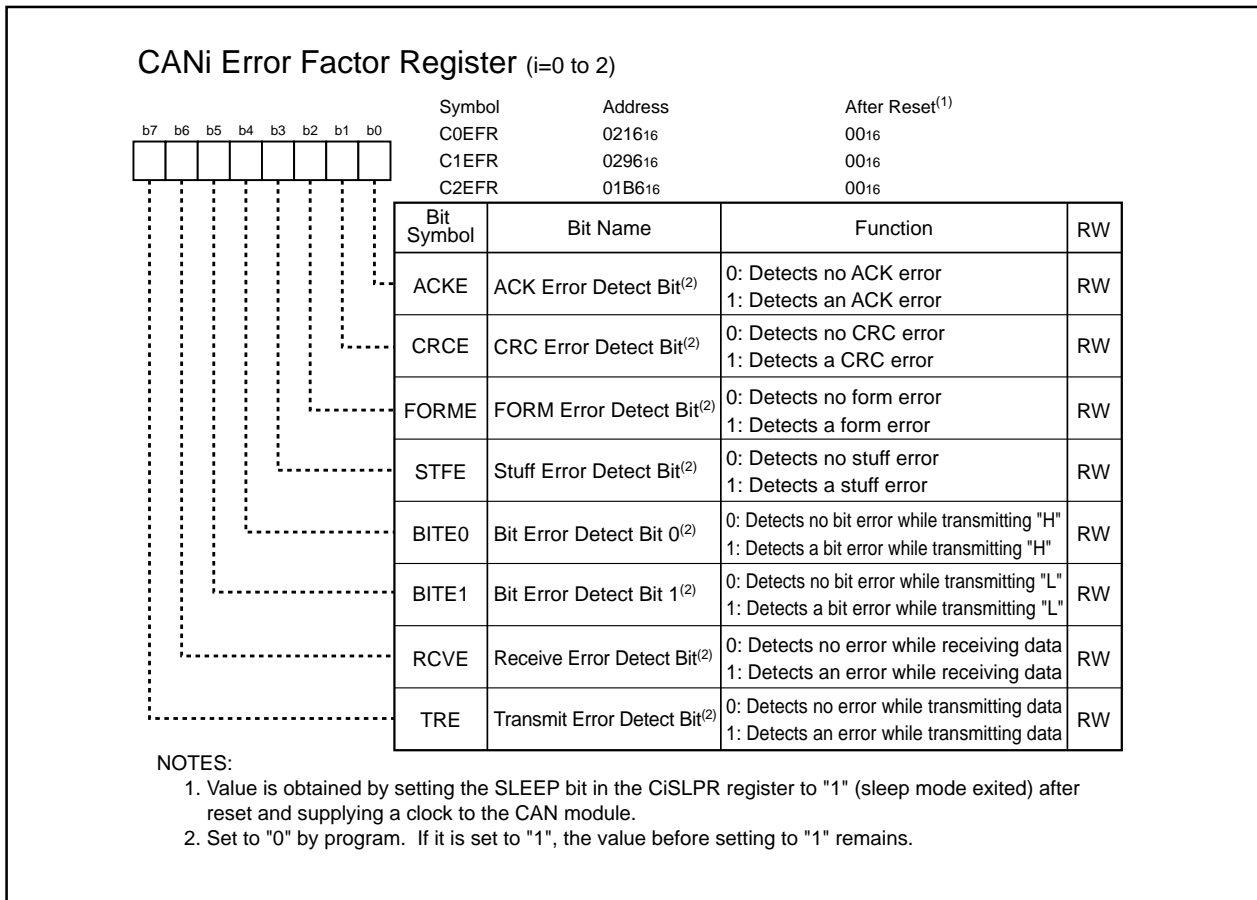 CANi Error Factor Register (i=0 to 2)
Symbol Address After Reset(1)
C0EFR 021616 0016
C1EFR 029616 0016
C2EFR 01B616 0016
b7 b6 b5 b4 b3 b2 b1 b0
Bit Symbol Bit Name Function RW
ACKE ACK Error Detect Bit(2) 0: Detects no ACK error RW
1: Detects an ACK error
CRCE CRC Error Detect Bit(2) 0: Detects no CRC error RW
1: Detects a CRC error
FORME FORM Error Detect Bit(2) 0: Detects no form error RW
1: Detects a form error
STFE Stuff Error Detect Bit(2) 0: Detects no stuff error RW
1: Detects a stuff error
BITE0 Bit Error Detect Bit 0(2) 0: Detects no bit error while transmitting "H" RW
1: Detects a bit error while transmitting "H"
BITE1 Bit Error Detect Bit 1(2) 0: Detects no bit error while transmitting "L" RW
1: Detects a bit error while transmitting "L"
RCVE Receive Error Detect Bit(2) 0: Detects no error while receiving data RW
1: Detects an error while receiving data
TRE Transmit Error Detect Bit(2) 0: Detects no error while transmitting data RW
1: Detects an error while transmitting data
NOTES:
1. Value is obtained by setting the SLEEP bit in the CiSLPR register to "1" (sleep mode exited) after
reset and supplying a clock to the CAN module.
2. Set to "0" by program. If it is set to "1", the value before setting to "1" remains.